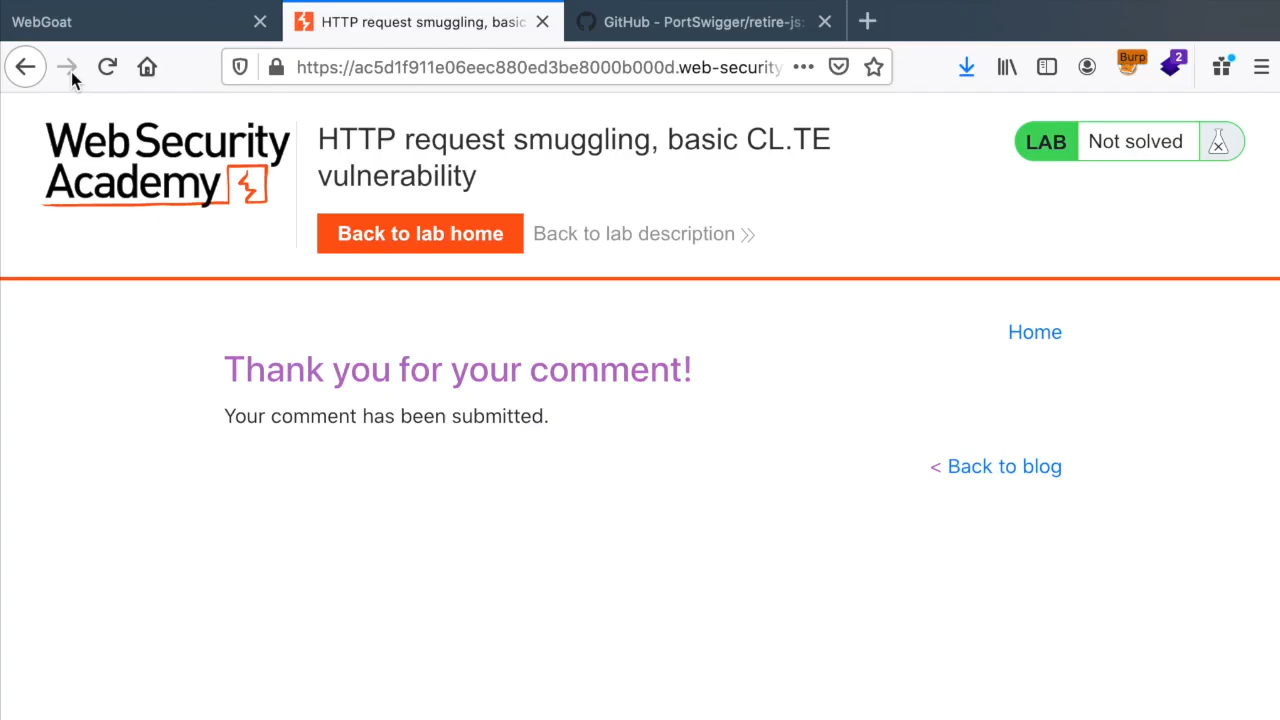 WebGoat
HTTP request smuggling, basic
GitHub - PortSwigger/retire-js:
https://ac5d1f911e06eec880ed3be8000b000d.web-security
Burp
2
Web Security
Academy
HTTP request smuggling, basic CL.TE
vulnerability
LAB Not solved
Back to lab home
Back to lab description
Home
Thank you for your comment!
Your comment has been submitted.
< Back to blog